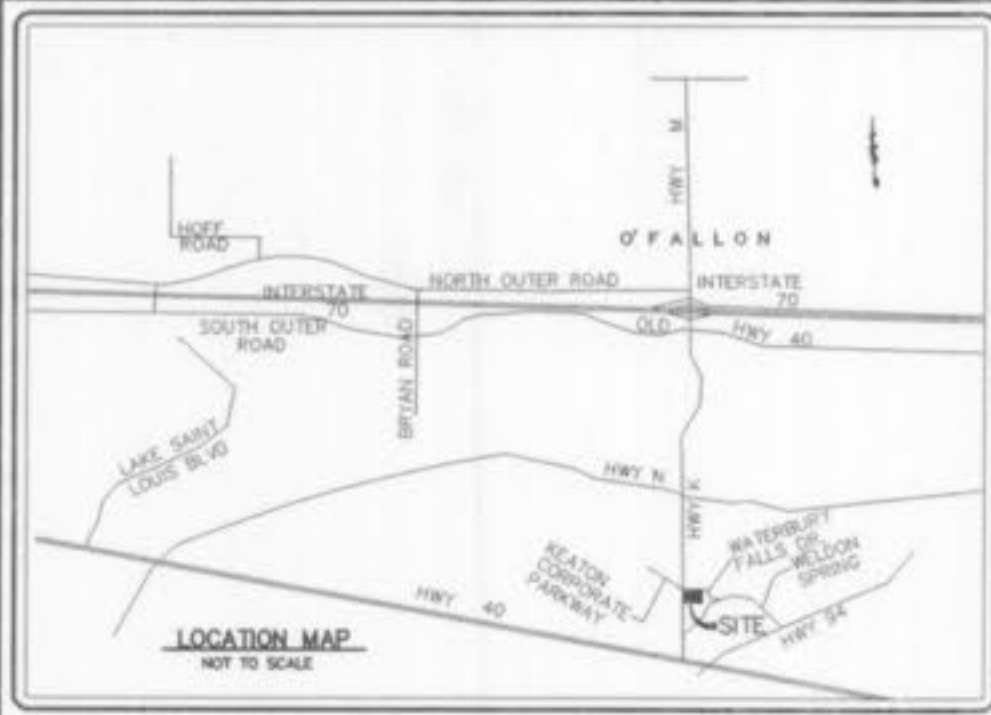 HWY M
O'FALLON
HOFF
ROAD
NORTH OUTER ROAD
INTERSTATE
70
INTERSTATE
70
SOUTH OUTER
ROAD
OLD HWY 40
BRYAN ROAD
LAKE SAINT
LOUIS BLVD
HWY N
HWY K
WATERBURY
FALLS DR.
WELDON
SPRING
KEATON
CORPORATE
PARKWAY
HWY 40
SITE
HWY 94
LOCATION MAP
NOT TO SCALE